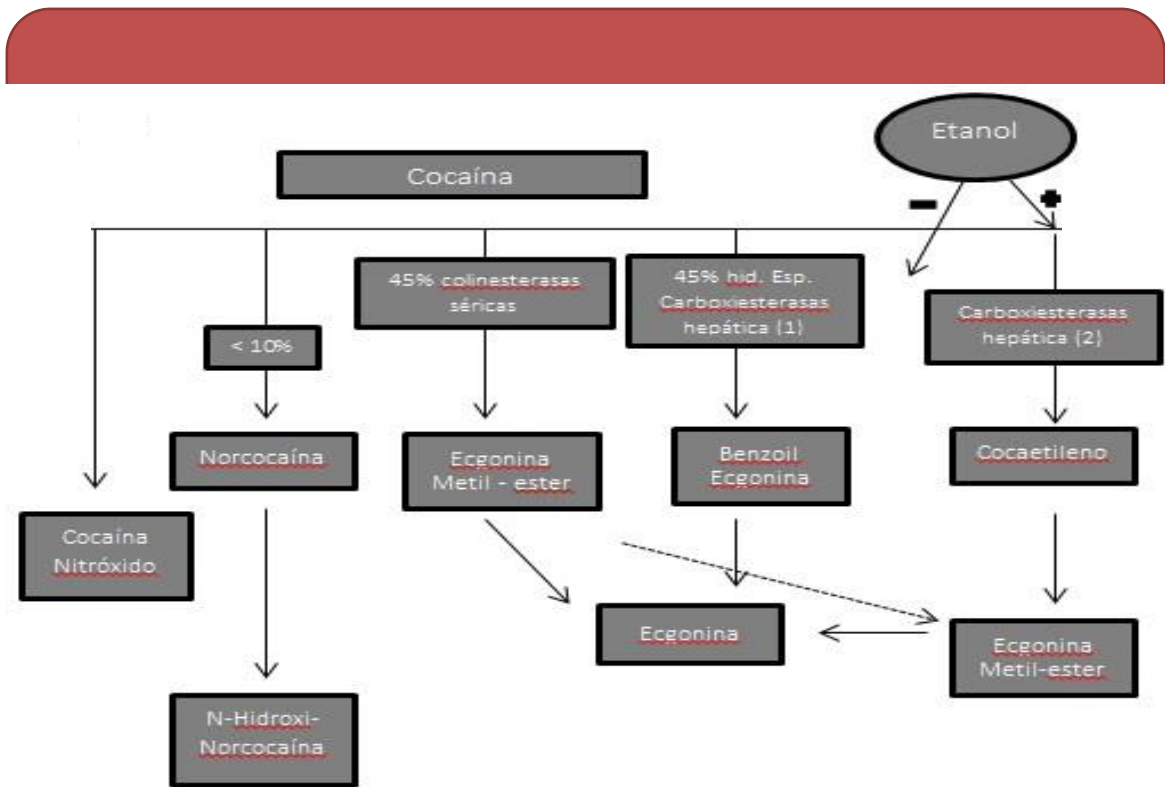 Etanol
Cocaína
45% colinesterasas
séricas
45% hid. Esp.
Carboxiesterasas
hepática (1)
Carboxiesterasas
hepática (2)
< 10%
Norcocaína
Ecgonina
Metil - ester
Benzoil
Ecgonina
Cocaetileno
Cocaína
Nitróxido
Ecgonina
Ecgonina
Metil-ester
N-Hidroxi-
Norcocaína